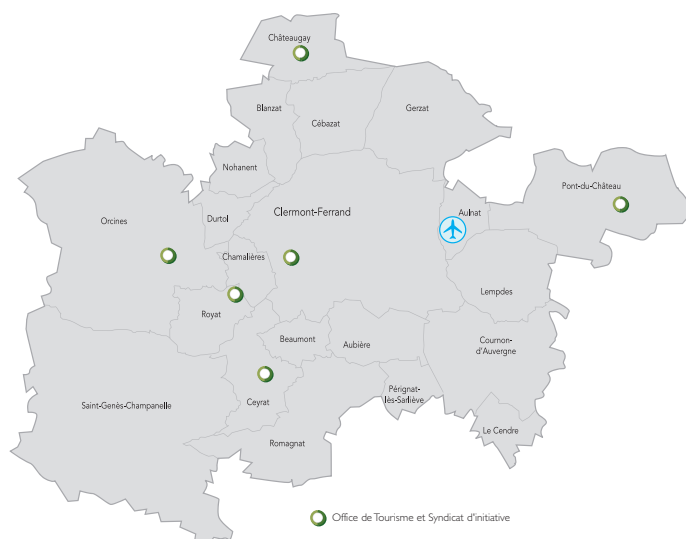 Châteaugay
Blanzat
Cébazat
Gerzat
Nohanent
Pont-du-Château
Orcines
Durtol
Clermont-Ferrand
Aulnat
Chamalières
Lempdes
Royat
Beaumont
Aubière
Cournon-
d'Auvergne
Saint-Genès-Champanelle
Ceyrat
Pérignat
-lès-Sarliève
Romagnat
Le Cendre
Office de Tourisme et Syndicat d'initiative